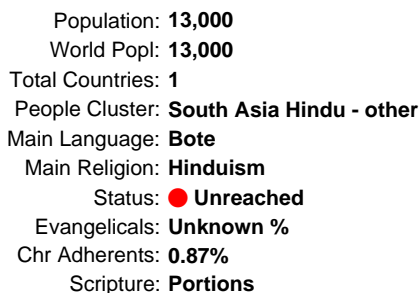 Population: 13,000
World Popl: 13,000
Total Countries: 1
People Cluster: South Asia Hindu - other
Main Language: Bote
Main Religion: Hinduism
Status: Unreached
Evangelicals: Unknown %
Chr Adherents: 0.87%
Scripture: Portions